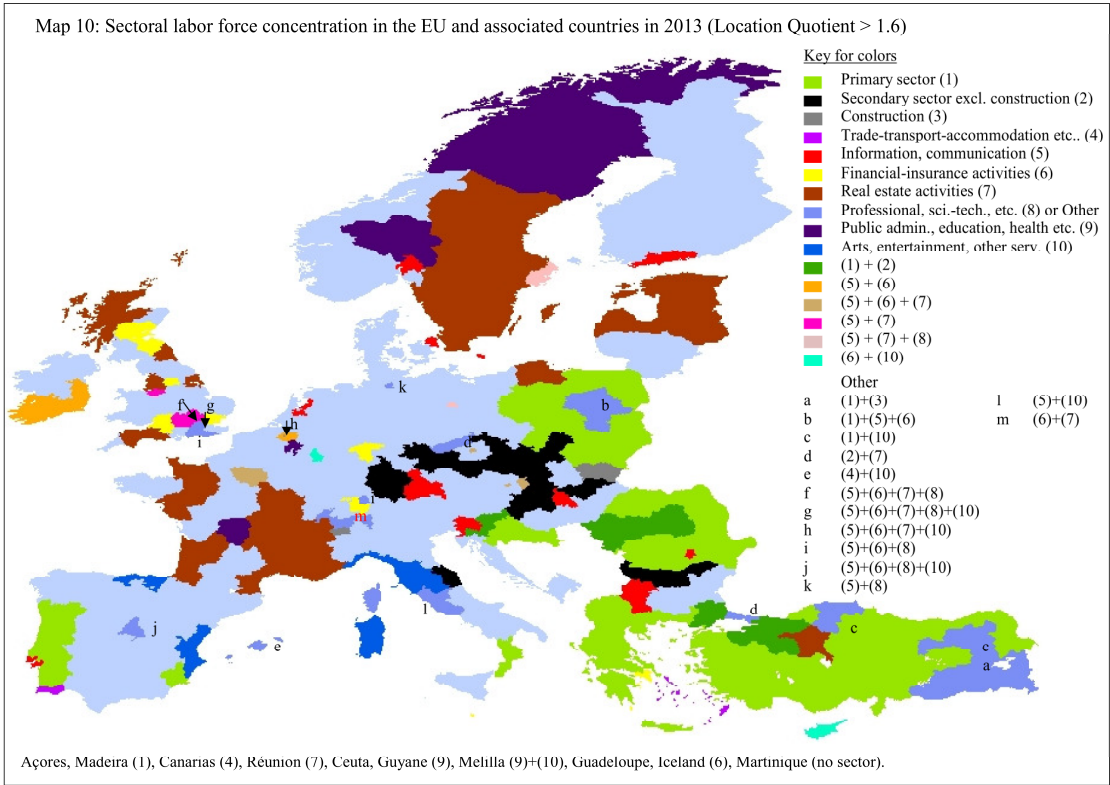 Map 10: Sectoral labor force concentration in the EU and associated countries in 2013 (Location Quotient > 1.6)
Key for colors
Primary sector (1)
Secondary sector excl. construction (2)
Construction (3)
Trade-transport-accommodation etc.. (4)
Information, communication (5)
Financial-insurance activities (6)
Real estate activities (7)
Professional, sci.-tech., etc. (8) or Other
Public admin., education, health etc. (9)
Arts, entertainment, other serv. (10)
(1) + (2)
(5) + (6)
(5) + (6) + (7)
(5) + (7)
(5) + (7) + (8)
(6) + (10)
Other
a (1)+(3) l (5)+(10)
b (1)+(5)+(6) m (6)+(7)
c (1)+(10)
d (2)+(7)
e (4)+(10)
f (5)+(6)+(7)+(8)
g (5)+(6)+(7)+(8)+(10)
h (5)+(6)+(7)+(10)
i (5)+(6)+(8)
j (5)+(6)+(8)+(10)
k (5)+(8)
k
b
f
g
h
i
d
i
m
l
j
e
d
c
c
a
Açores, Madeira (1), Canarias (4), Réunion (7), Ceuta, Guyane (9), Melilla (9)+(10), Guadeloupe, Iceland (6), Martinique (no sector).